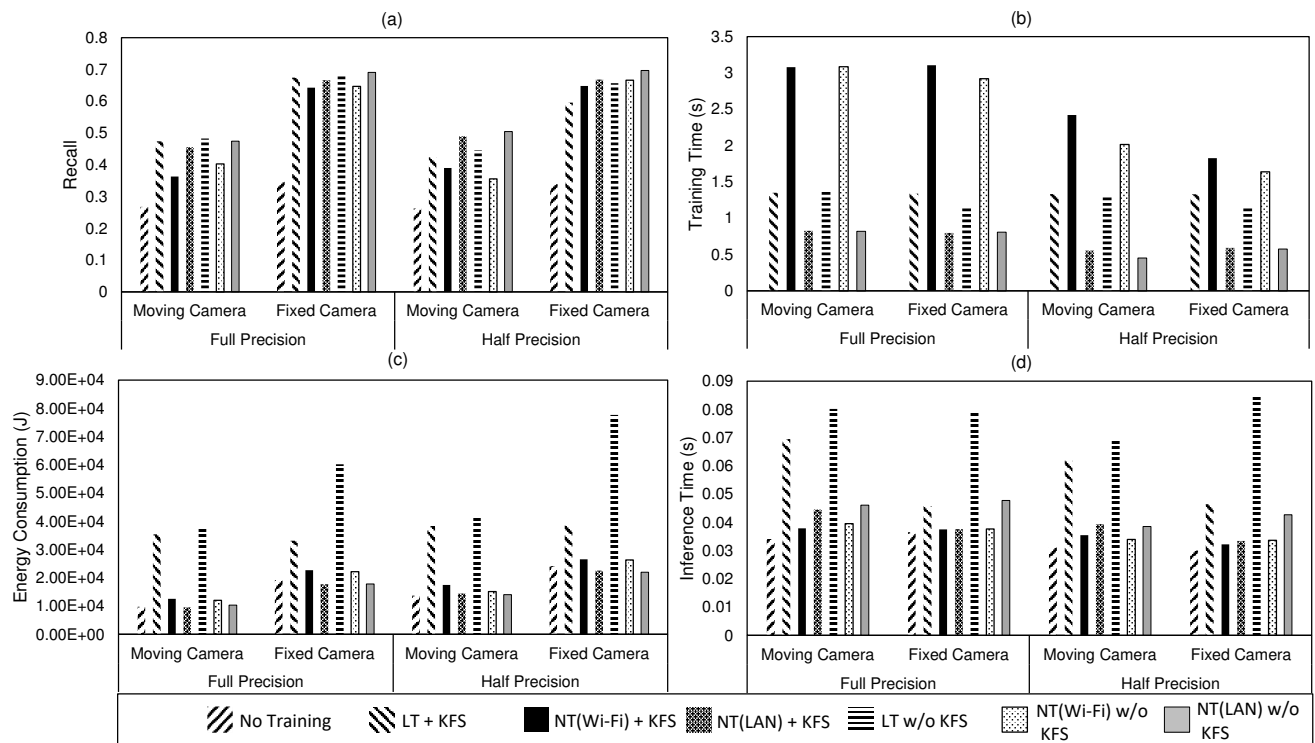 (a)
Recall
0.8
0.7
0.6
0.5
0.4
0.3
0.2
0.1
0
Moving Camera Fixed Camera Moving Camera Fixed Camera
Full Precision Half Precision
(b)
Training Time (s)
3.5
3
2.5
2
1.5
1
0.5
0
Moving Camera Fixed Camera Moving Camera Fixed Camera
Full Precision Half Precision
(c)
Energy Consumption (J)
9.00E+04
8.00E+04
7.00E+04
6.00E+04
5.00E+04
4.00E+04
3.00E+04
2.00E+04
1.00E+04
0.00E+00
Moving Camera Fixed Camera Moving Camera Fixed Camera
Full Precision Half Precision
(d)
Inference Time (s)
0.09
0.08
0.07
0.06
0.05
0.04
0.03
0.02
0.01
0
Moving Camera Fixed Camera Moving Camera Fixed Camera
Full Precision Half Precision
No Training
LT + KFS
NT(Wi-Fi) + KFS
NT(LAN) + KFS
LT w/o KFS
NT(Wi-Fi) w/o
KFS
NT(LAN) w/o
KFS